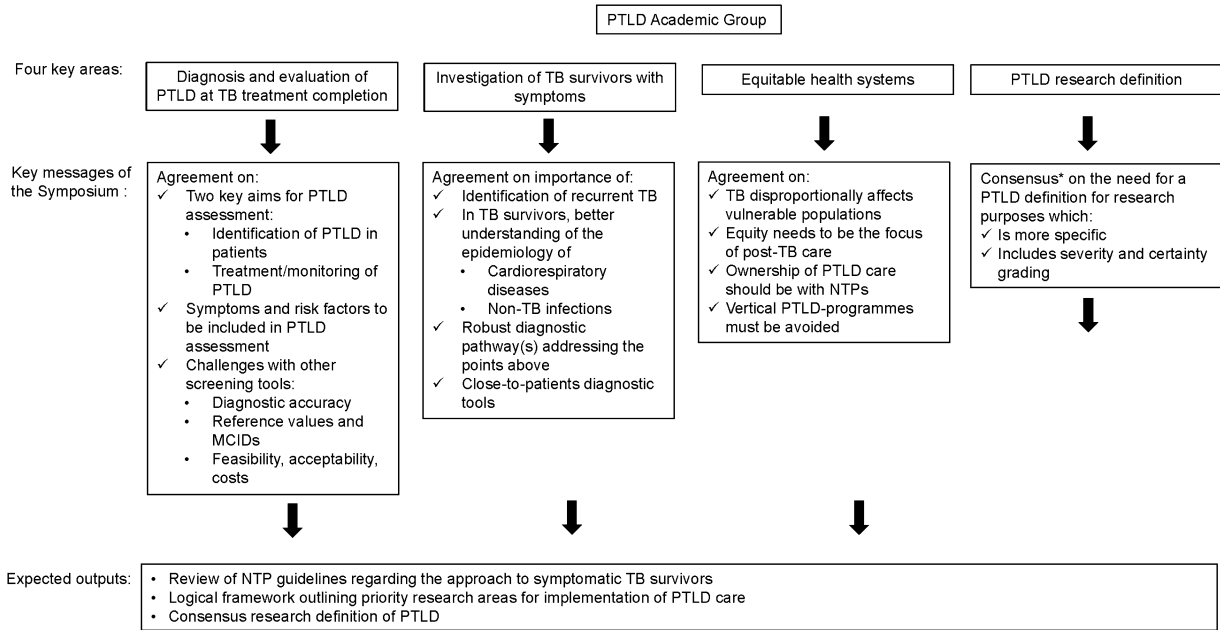 PTLD Academic Group
Four key areas:
Diagnosis and evaluation of
PTLD at TB treatment completion
Investigation of TB survivors with
symptoms
Equitable health systems
PTLD research definition
Key messages of
the Symposium :
Agreement on:
✓ Two key aims for PTLD
assessment:
• Identification of PTLD in
patients
• Treatment/monitoring of
PTLD
✓ Symptoms and risk factors to
be included in PTLD
assessment
✓ Challenges with other
screening tools:
• Diagnostic accuracy
• Reference values and
MCIDs
• Feasibility, acceptability,
costs
Agreement on importance of:
✓ Identification of recurrent TB
✓ In TB survivors, better
understanding of the
epidemiology of
• Cardiorespiratory
diseases
• Non-TB infections
✓ Robust diagnostic
pathway(s) addressing the
points above
✓ Close-to-patients diagnostic
tools
Agreement on:
✓ TB disproportionally affects
vulnerable populations
✓ Equity needs to be the focus
of post-TB care
✓ Ownership of PTLD care
should be with NTPs
✓ Vertical PTLD-programmes
must be avoided
Consensus* on the need for a
PTLD definition for research
purposes which:
✓ Is more specific
✓ Includes severity and certainty
grading
Expected outputs:
• Review of NTP guidelines regarding the approach to symptomatic TB survivors
• Logical framework outlining priority research areas for implementation of PTLD care
• Consensus research definition of PTLD